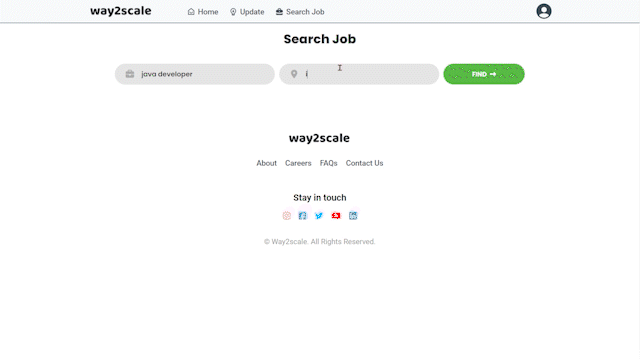 way2scale Home Update Search Job
Search Job
java developer i FIND →
way2scale
About Careers FAQs Contact Us
Stay in touch
© Way2scale. All Rights Reserved.